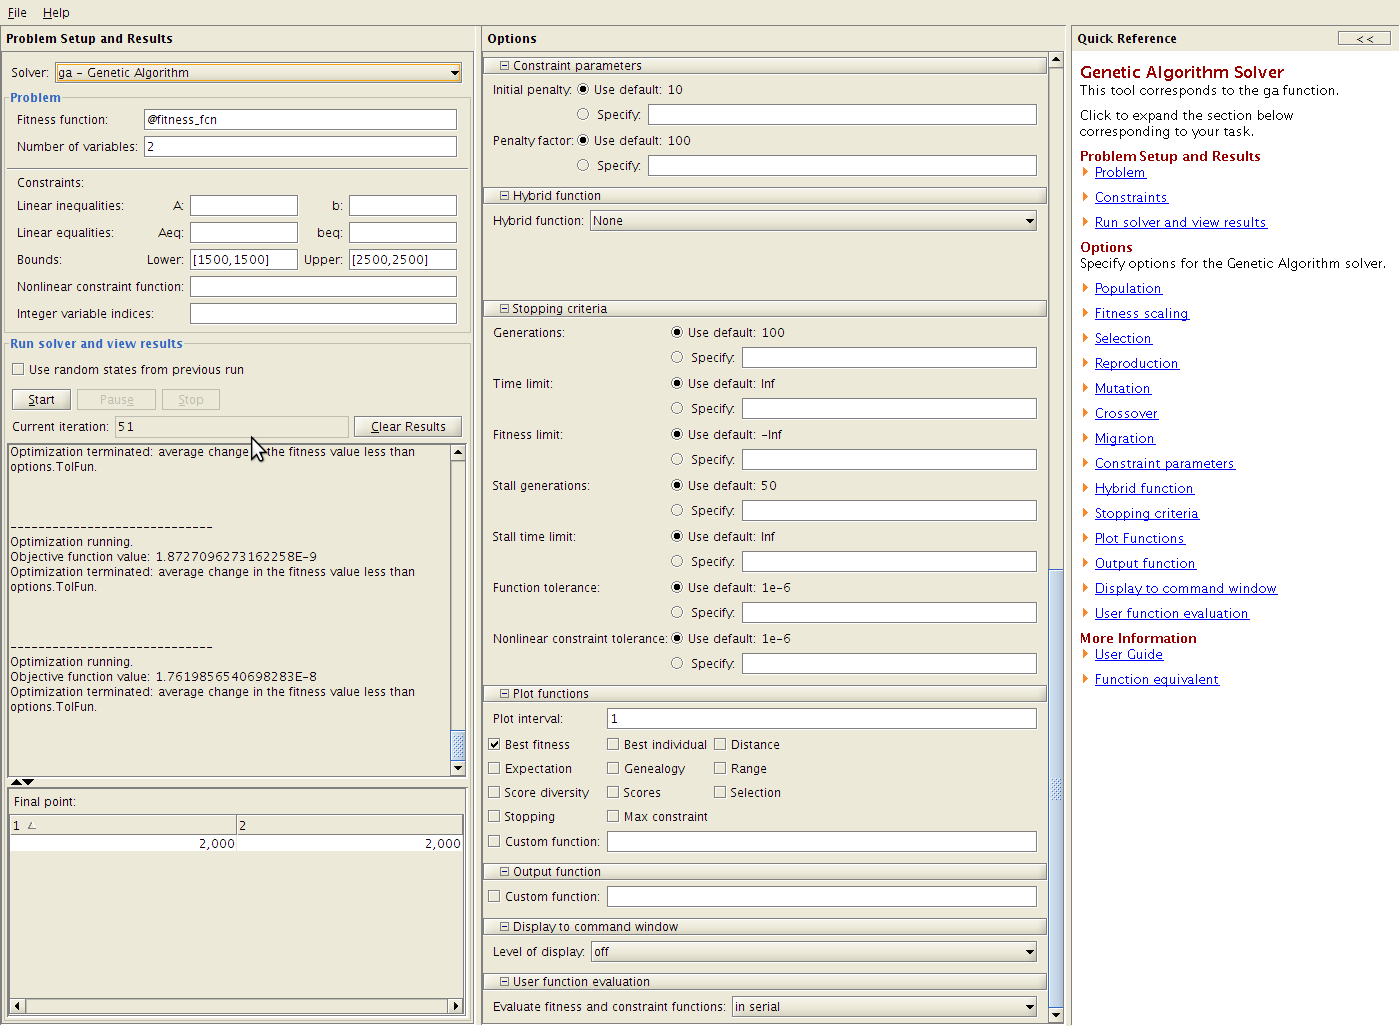 File Help
Problem Setup and Results
Solver: ga - Genetic Algorithm
Problem
Fitness function: @fitness_fcn
Number of variables: 2
Constraints:
Linear inequalities: A: b:
Linear equalities: Aeq: beq:
Bounds: Lower: [1500,1500] Upper: [2500,2500]
Nonlinear constraint function:
Integer variable indices:
Run solver and view results
Use random states from previous run
Start Pause Stop
Current iteration: 51 Clear Results
Optimization terminated: average change the fitness value less than
options.TolFun.
-----------------------------
Optimization running.
Objective function value: 1.8727096273162258E-9
Optimization terminated: average change in the fitness value less than
options.TolFun.
-----------------------------
Optimization running.
Objective function value: 1.7619856540698283E-8
Optimization terminated: average change in the fitness value less than
options.TolFun.
Final point:
1 2
2,000 2,000
Options
Constraint parameters
Initial penalty: Use default: 10
Specify:
Penalty factor: Use default: 100
Specify:
Hybrid function
Hybrid function: None
Stopping criteria
Generations: Use default: 100
Specify:
Time limit: Use default: Inf
Specify:
Fitness limit: Use default: -Inf
Specify:
Stall generations: Use default: 50
Specify:
Stall time limit: Use default: Inf
Specify:
Function tolerance: Use default: 1e-6
Specify:
Nonlinear constraint tolerance: Use default: 1e-6
Specify:
Plot functions
Plot interval: 1
Best fitness Best individual Distance
Expectation Genealogy Range
Score diversity Scores Selection
Stopping Max constraint
Custom function:
Output function
Custom function:
Display to command window
Level of display: off
User function evaluation
Evaluate fitness and constraint functions: in serial
Quick Reference <<
Genetic Algorithm Solver
This tool corresponds to the ga function.
Click to expand the section below
corresponding to your task.
Problem Setup and Results
Problem
Constraints
Run solver and view results
Options
Specify options for the Genetic Algorithm solver.
Population
Fitness scaling
Selection
Reproduction
Mutation
Crossover
Migration
Constraint parameters
Hybrid function
Stopping criteria
Plot Functions
Output function
Display to command window
User function evaluation
More Information
User Guide
Function equivalent